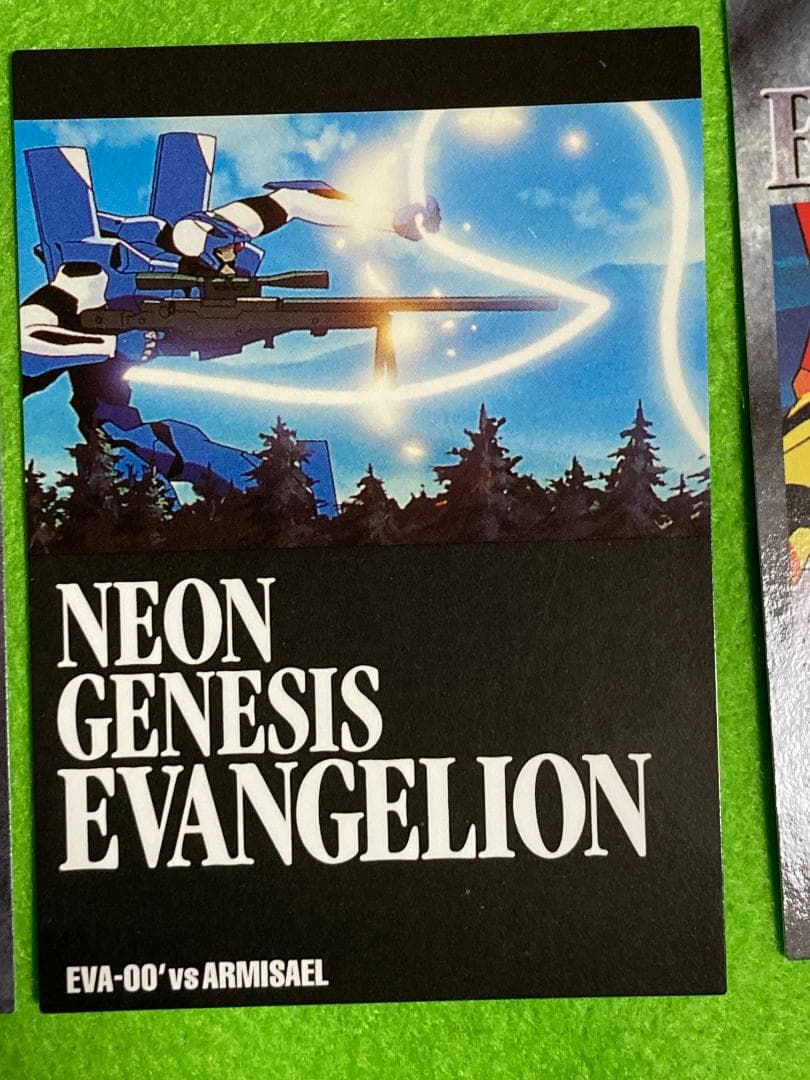 NEON
GENESIS
EVANGELION
EVA-00' vs ARMISAEL
E